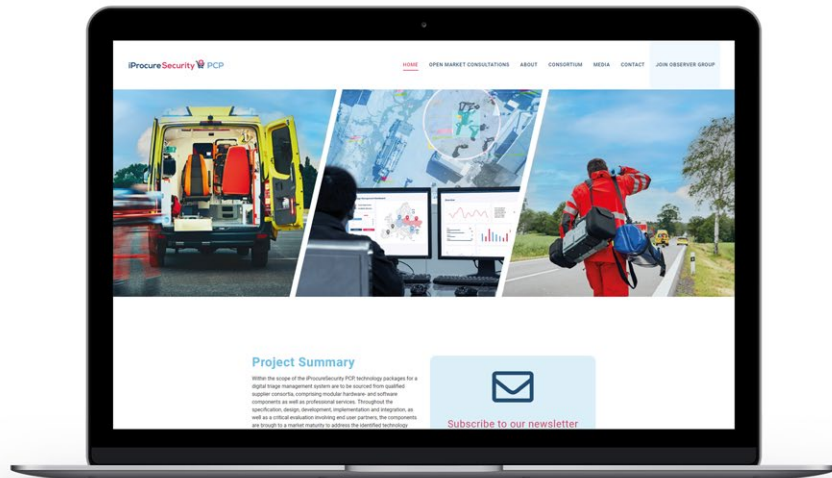 iProcureSecurity PCP
HOME OPEN MARKET CONSULTATIONS ABOUT CONSORTIUM MEDIA CONTACT JOIN OBSERVER GROUP
Project Summary
Within the scope of the iProcureSecurity PCP, technology packages for a
digital triage management system are to be sourced from qualified
supplier consortia, comprising modular hardware- and software
components as well as professional services. Throughout the
specification, design, development, implementation and integration, as
well as a critical evaluation involving end user partners, the components
are brough to a market maturity to address the identified technology
Subscribe to our newsletter